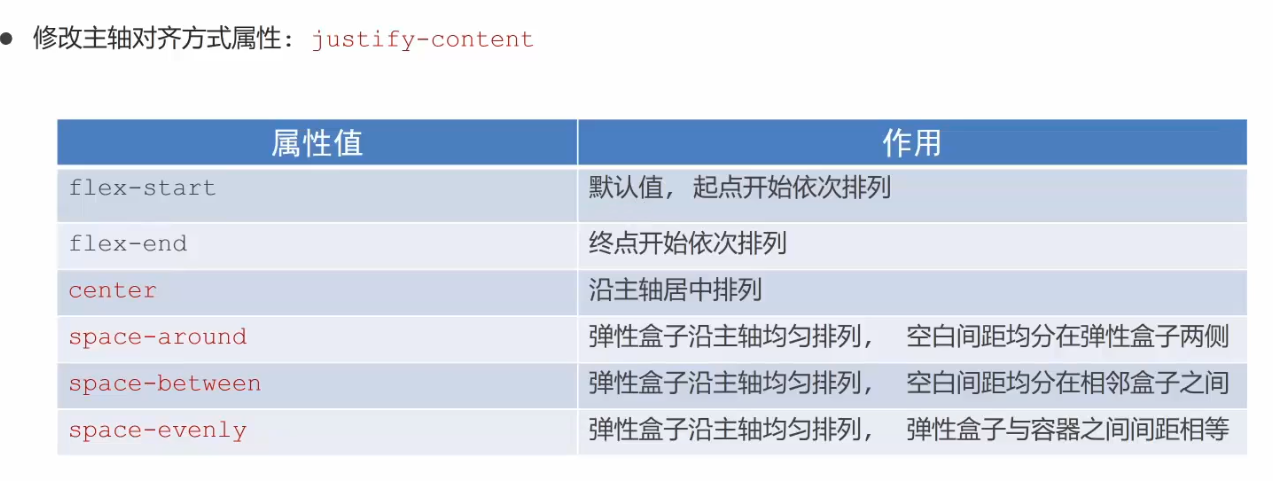 ● 修改主轴对齐方式属性：justify-content
属性值 作用
flex-start 默认值，起点开始依次排列
flex-end 终点开始依次排列
center 沿主轴居中排列
space-around 弹性盒子沿主轴均匀排列， 空白间距均分在弹性盒子两侧
space-between 弹性盒子沿主轴均匀排列， 空白间距均分在相邻盒子之间
space-evenly 弹性盒子沿主轴均匀排列， 弹性盒子与容器之间间距相等